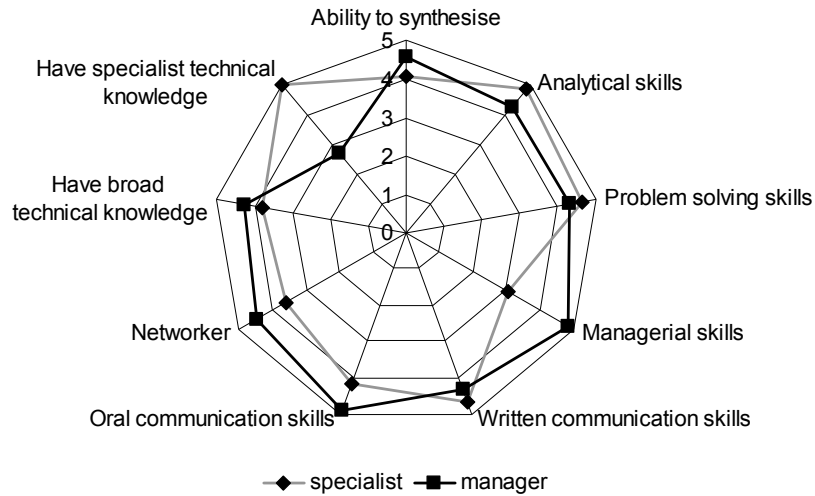 Ability to synthesise
5
Have specialist technical
knowledge
4
Analytical skills
3
Have broad
technical knowledge
2
Problem solving skills
1
0
Networker
Managerial skills
Oral communication skills
Written communication skills
specialist manager